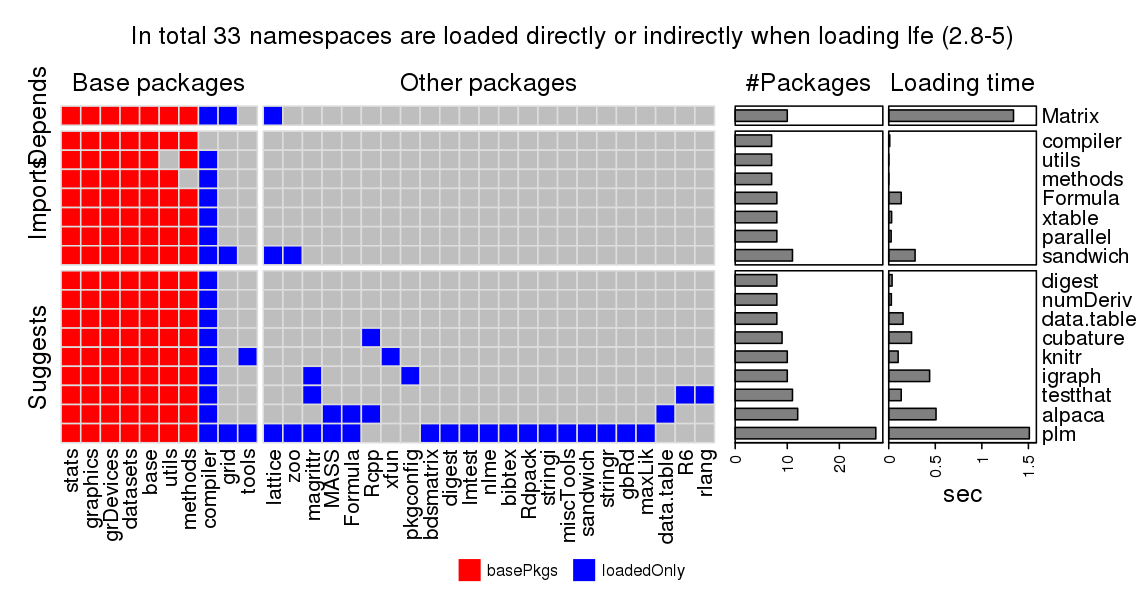 In total 33 namespaces are loaded directly or indirectly when loading lfe (2.8-5)
Base packages
Other packages
#Packages
Loading time
Depends
Imports
Suggests
Matrix
compiler
utils
methods
Formula
xtable
parallel
sandwich
digest
numDeriv
data.table
cubature
knitr
igraph
testthat
alpaca
plm
stats
graphics
grDevices
datasets
base
utils
methods
compiler
grid
tools
lattice
zoo
magrittr
MASS
Formula
Rcpp
xfun
pkgconfig
bdsmatrix
digest
lmtest
nlme
bibtex
Rdpack
stringi
miscTools
sandwich
stringr
gbRd
maxLik
data.table
R6
rlang
0
10
20
0
0.5
1
1.5
sec
basePkgs
loadedOnly